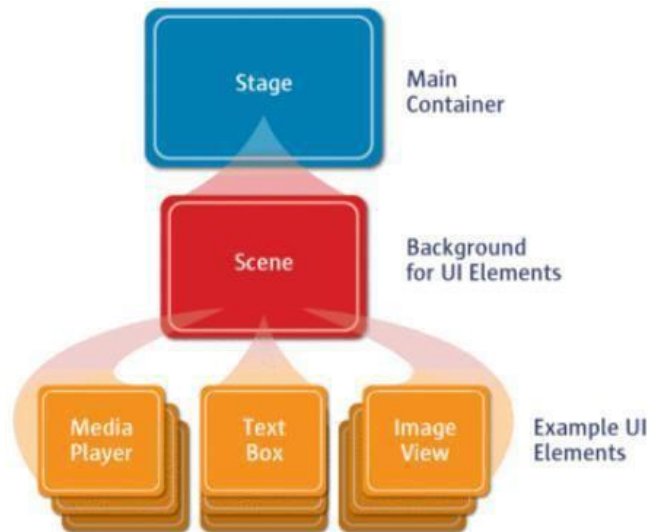 Stage
Main
Container
Scene
Background
for UI Elements
Media
Player
Text
Box
Image
View
Example UI
Elements